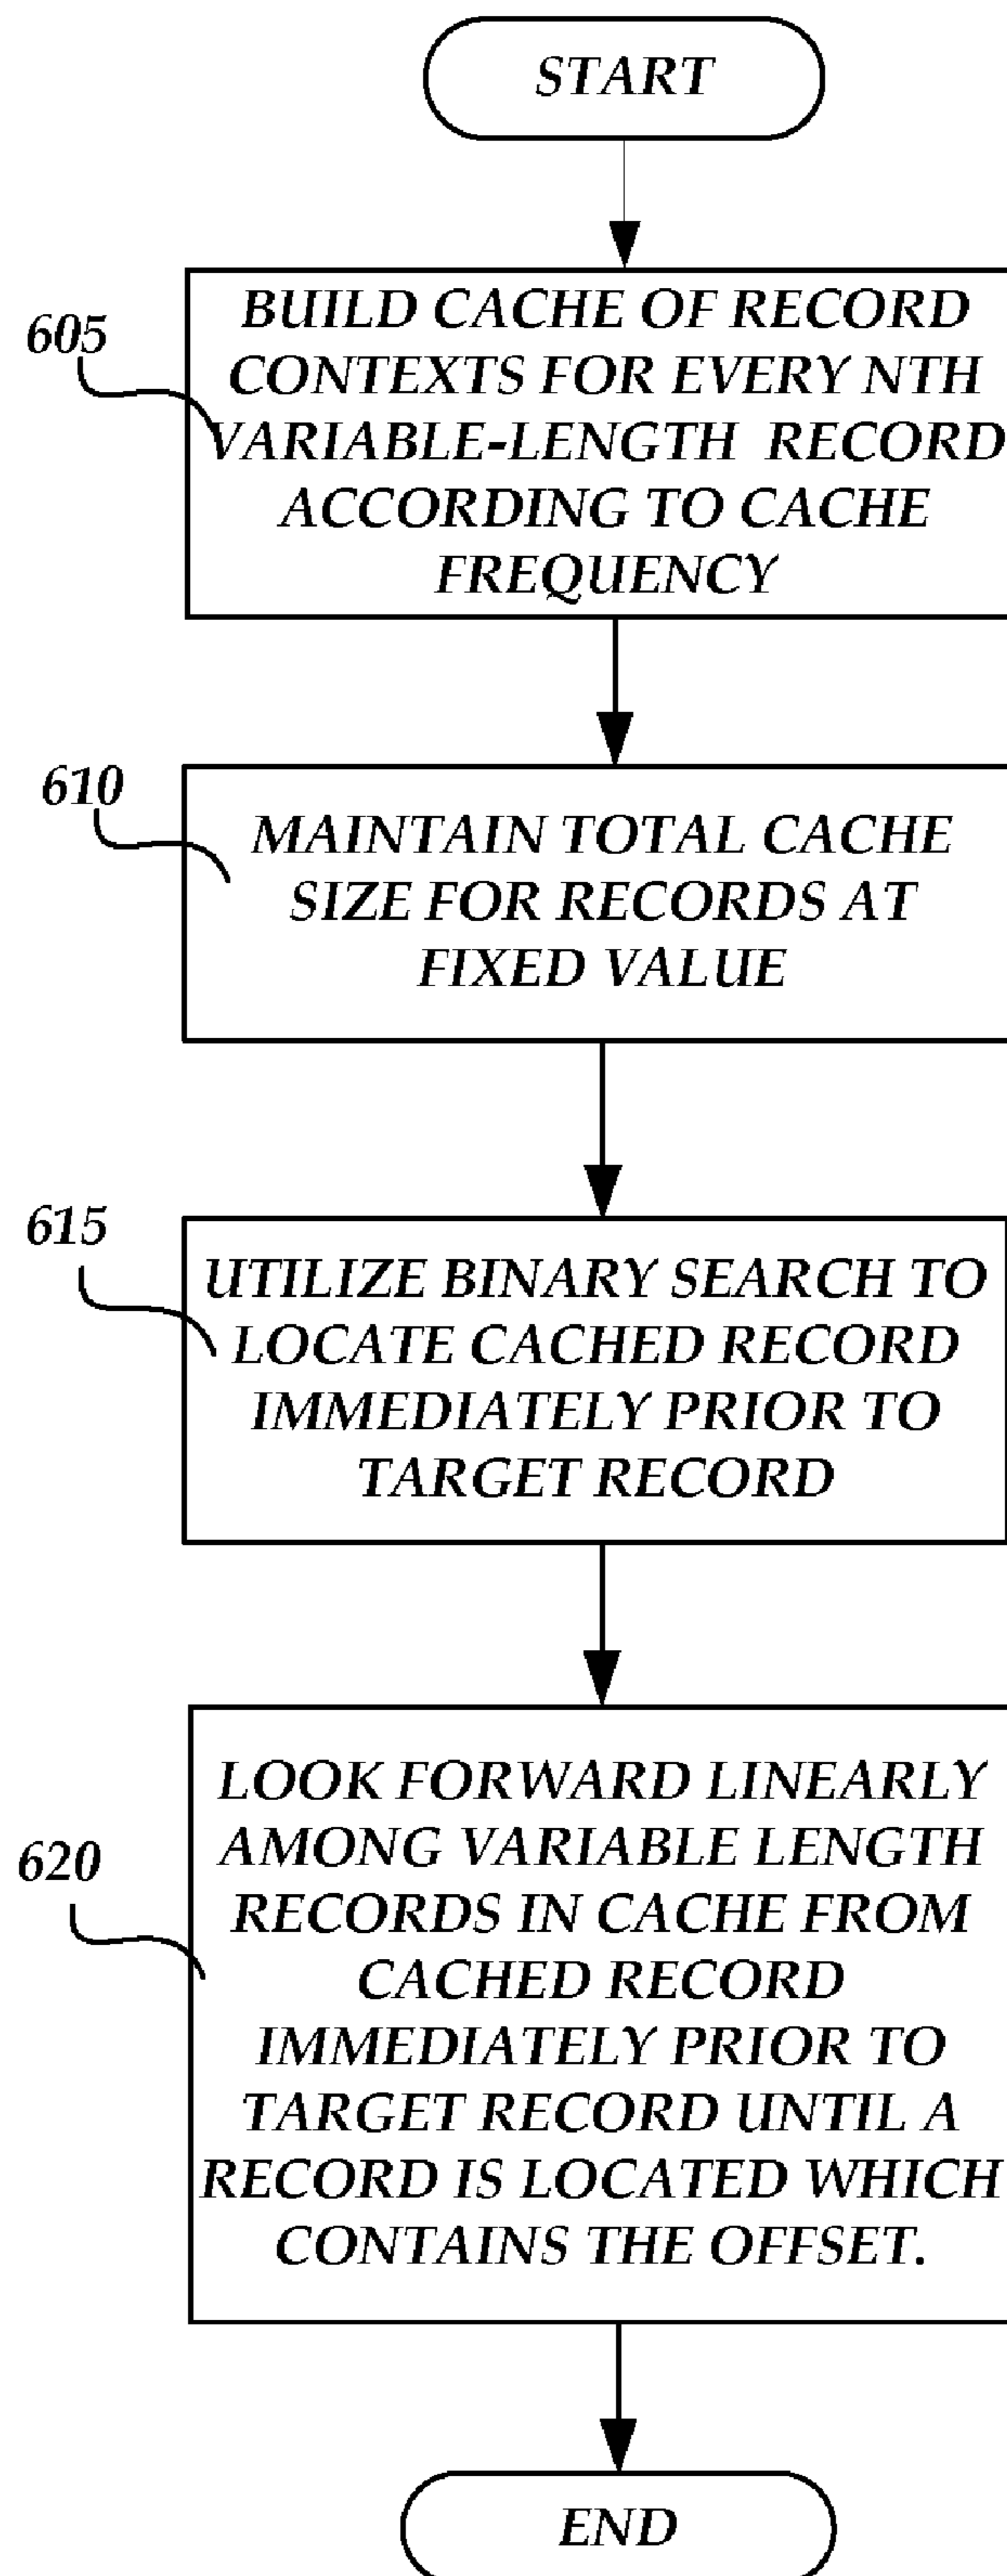 START
605
BUILD CACHE OF RECORD
CONTEXTS FOR EVERY NTH
VARIABLE-LENGTH RECORD
ACCORDING TO CACHE
FREQUENCY
610
MAINTAIN TOTAL CACHE
SIZE FOR RECORDS AT
FIXED VALUE
615
UTILIZE BINARY SEARCH TO
LOCATE CACHED RECORD
IMMEDIATELY PRIOR TO
TARGET RECORD
620
LOOK FORWARD LINEARLY
AMONG VARIABLE LENGTH
RECORDS IN CACHE FROM
CACHED RECORD
IMMEDIATELY PRIOR TO
TARGET RECORD UNTIL A
RECORD IS LOCATED WHICH
CONTAINS THE OFFSET.
END